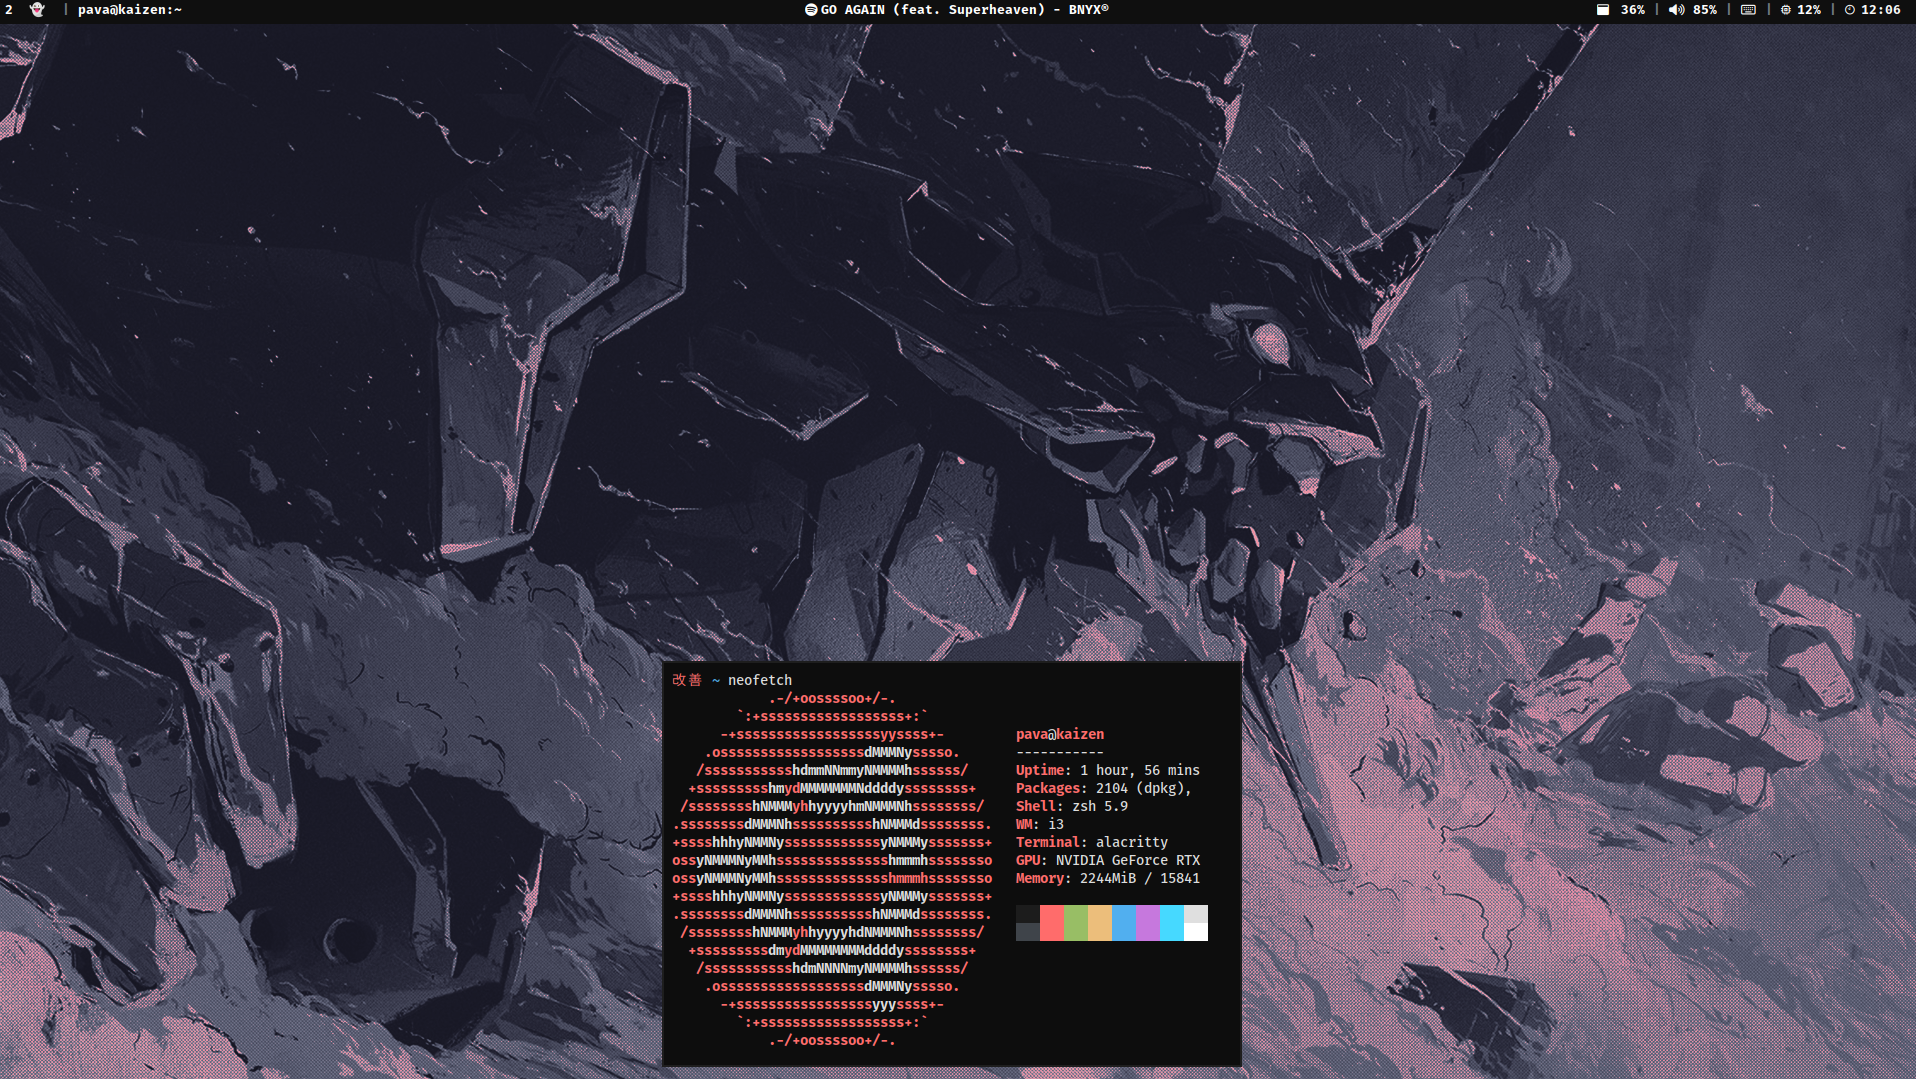 2 pava@kaizen:~ GO AGAIN (feat. Superheaven) - BNYX® 36% | 85% | | 12% | 12:06
改善 ~ neofetch
.-/+oossssoo+/-.
`:+ssssssssssssssssss+:`
-+ssssssssssssssssssyyssss+-
.ossssssssssssssssssdMMMNysssso.
/ssssssssssshdmmNNmmyNMMMMhssssss/
+ssssssssshmydMMMMMMMNddddyssssssss+
/sssssssshNMMMyhhyyyyhmNMMMNhssssssss/
.ssssssssdMMMNhsssssssssshNMMMdssssssss.
+sssshhhyNMMNyssssssssssssyNMMMysssssss+
ossyNMMMNyMMhsssssssssssssshmmmhssssssso
ossyNMMMNyMMhsssssssssssssshmmmhssssssso
+sssshhhyNMMNyssssssssssssyNMMMysssssss+
.ssssssssdMMMNhsssssssssshNMMMdssssssss.
/sssssssshNMMMyhhyyyyhdNMMMNhssssssss/
+sssssssssdmydMMMMMMMMddddyssssssss+
/ssssssssssshdmNNNNmyNMMMMhssssss/
.ossssssssssssssssssdMMMNysssso.
-+sssssssssssssssssyyyssss+-
`:+ssssssssssssssssss+:`
.-/+oossssoo+/-.
pava@kaizen
-----------
Uptime: 1 hour, 56 mins
Packages: 2104 (dpkg),
Shell: zsh 5.9
WM: i3
Terminal: alacritty
GPU: NVIDIA GeForce RTX
Memory: 2244MiB / 15841